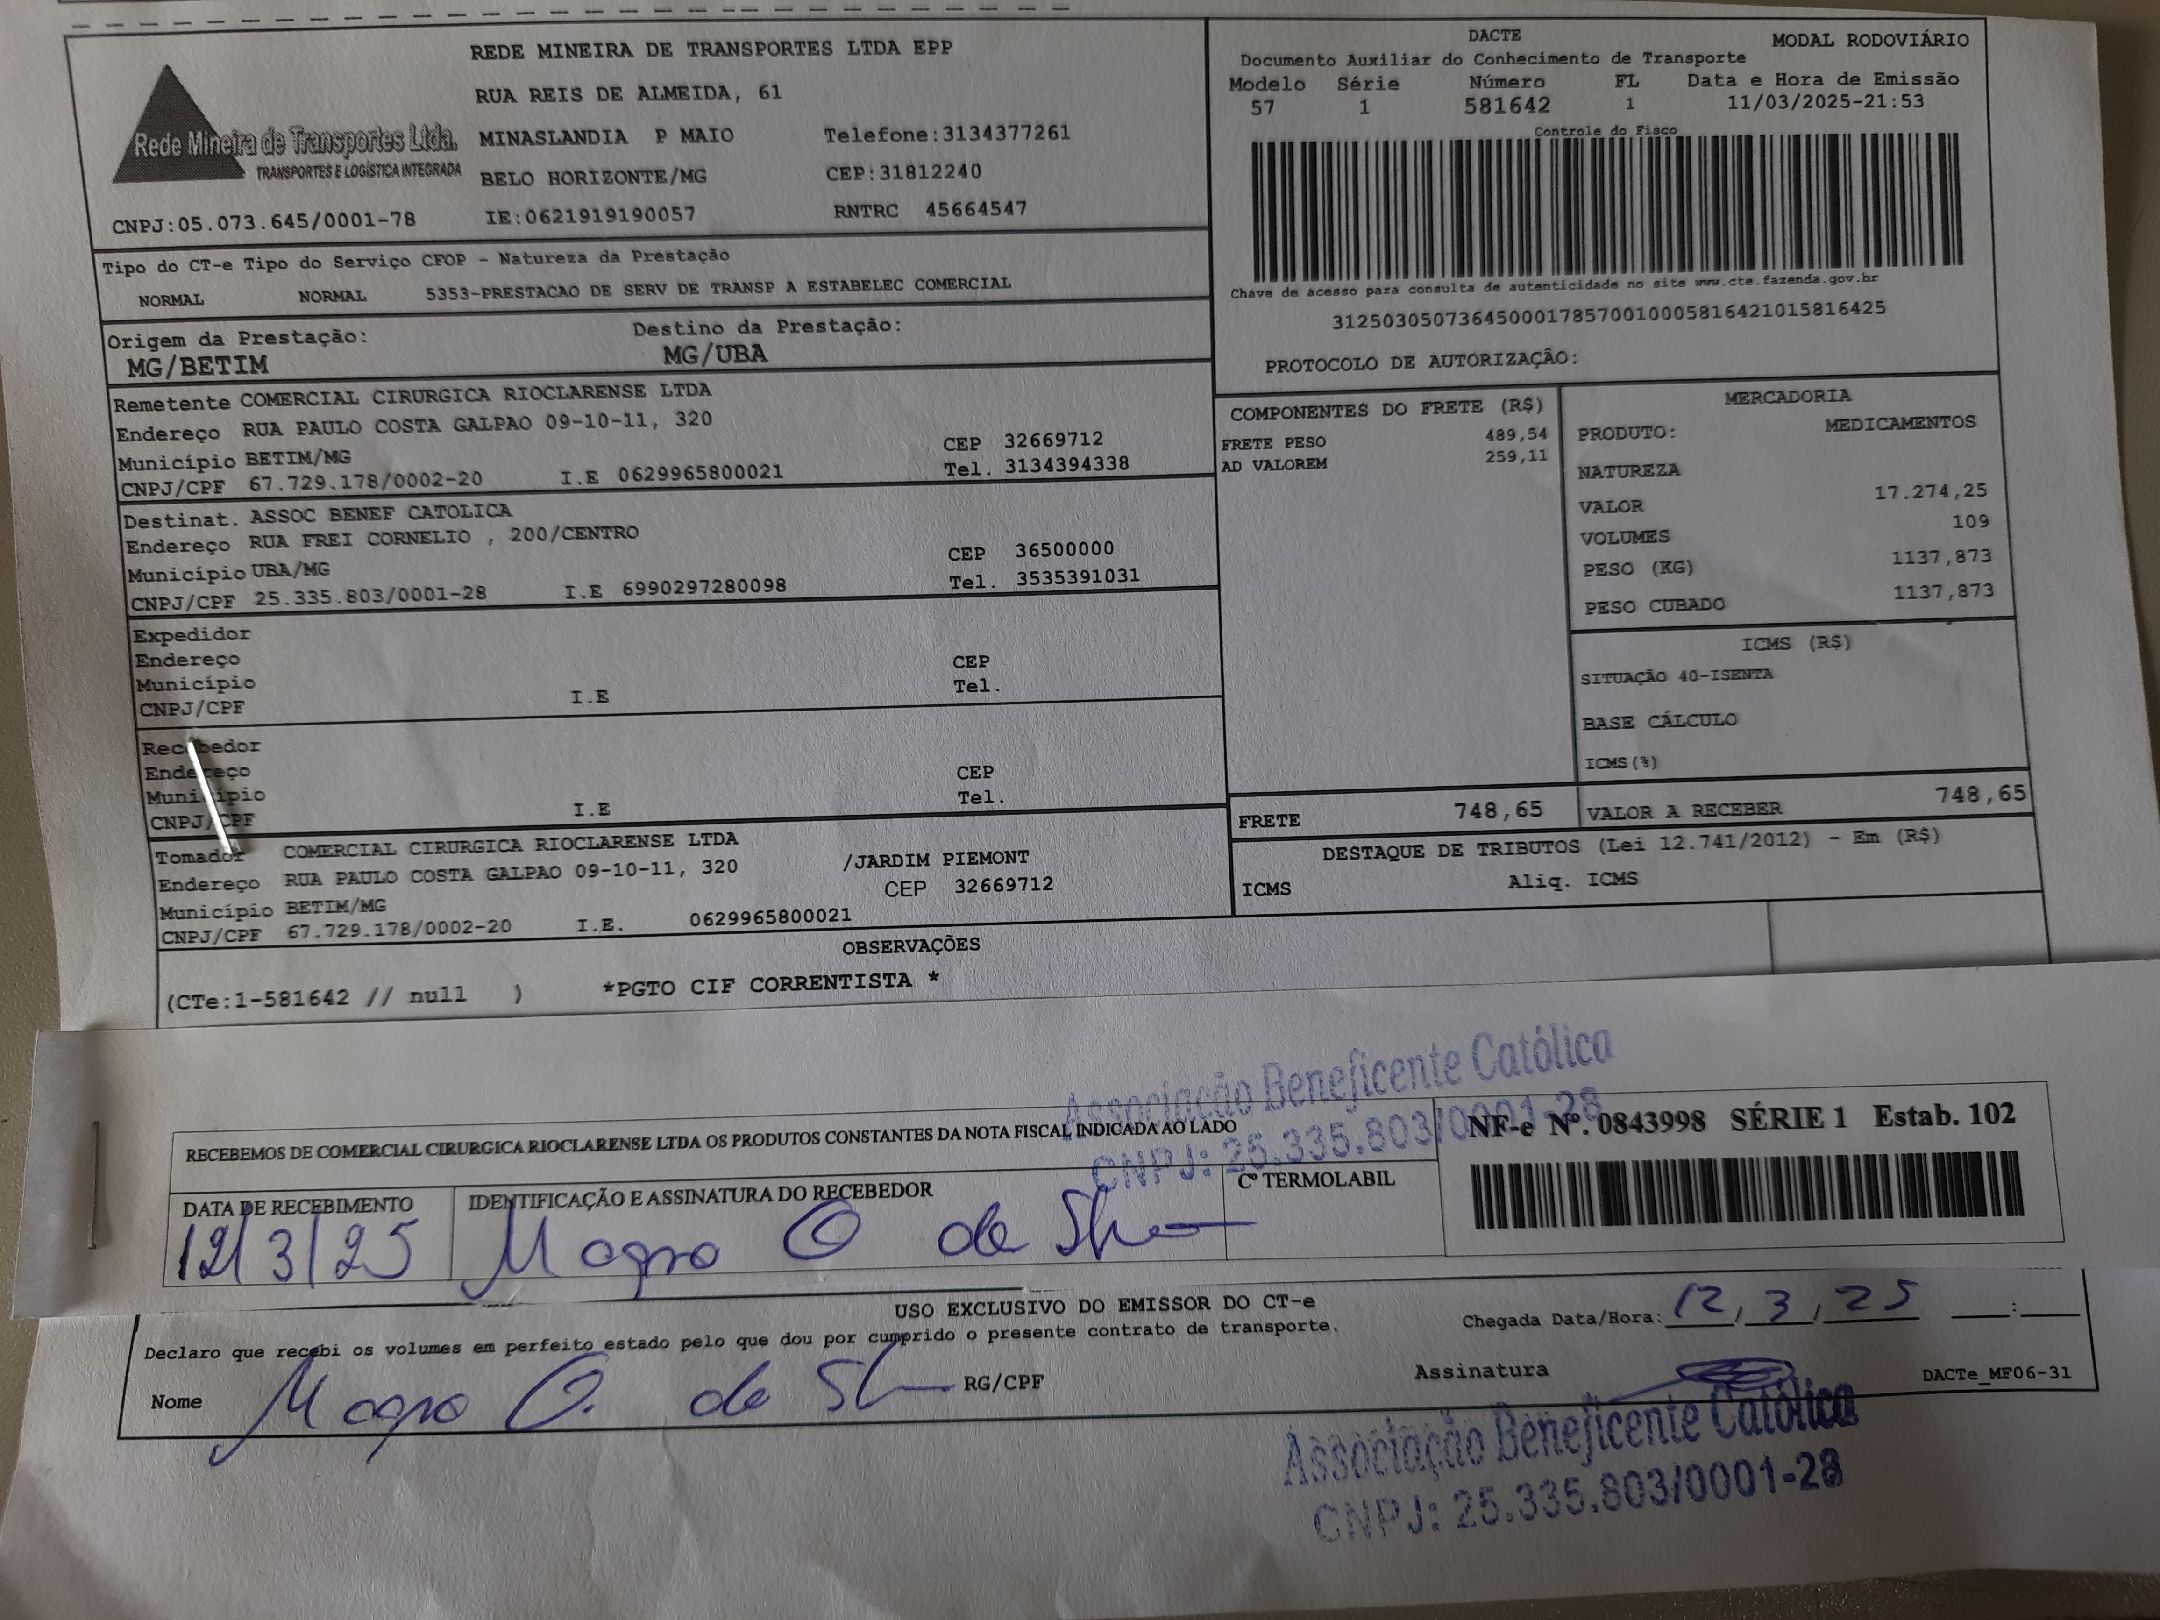 REDE MINEIRA DE TRANSPORTES LTDA EPP
RUA REIS DE ALMEIDA, 61
MINASLANDIA P MAIO Telefone:3134377261
BELO HORIZONTE/MG CEP:31812240
Rede Mineira de Transportes Ltda.
TRANSPORTES E LOGÍSTICA INTEGRADA
CNPJ:05.073.645/0001-78 IE:0621919190057 RNTRC 45664547
DACTE MODAL RODOVIÁRIO
Documento Auxiliar do Conhecimento de Transporte
Modelo Série Número FL Data e Hora de Emissão
57 1 581642 1 11/03/2025-21:53
Controle do Fisco
Chave de acesso para consulta de autenticidade no site www.cte.fazenda.gov.br
31250305073645000178570010005816421015816425
PROTOCOLO DE AUTORIZAÇÃO:
Tipo do CT-e Tipo do Serviço CFOP - Natureza da Prestação
NORMAL NORMAL 5353-PRESTACAO DE SERV DE TRANSP A ESTABELEC COMERCIAL
Origem da Prestação: Destino da Prestação:
MG/BETIM MG/UBA
Remetente COMERCIAL CIRURGICA RIOCLARENSE LTDA
Endereço RUA PAULO COSTA GALPAO 09-10-11, 320
Município BETIM/MG CEP 32669712
CNPJ/CPF 67.729.178/0002-20 I.E 0629965800021 Tel. 3134394338
Destinat. ASSOC BENEF CATOLICA
Endereço RUA FREI CORNELIO , 200/CENTRO
Município UBA/MG CEP 36500000
CNPJ/CPF 25.335.803/0001-28 I.E 6990297280098 Tel. 3535391031
Expedidor
Endereço CEP
Município Tel.
CNPJ/CPF I.E
Recebedor
Endereço CEP
Município Tel.
CNPJ/CPF I.E
Tomador COMERCIAL CIRURGICA RIOCLARENSE LTDA
Endereço RUA PAULO COSTA GALPAO 09-10-11, 320 /JARDIM PIEMONT
Município BETIM/MG CEP 32669712
CNPJ/CPF 67.729.178/0002-20 I.E. 0629965800021
COMPONENTES DO FRETE (R$)
FRETE PESO 489,54
AD VALOREM 259,11
MERCADORIA
PRODUTO: MEDICAMENTOS
NATUREZA
VALOR 17.274,25
VOLUMES 109
PESO (KG) 1137,873
PESO CUBADO 1137,873
ICMS (R$)
SITUAÇÃO 40-ISENTA
BASE CÁLCULO
ICMS(%)
FRETE 748,65 VALOR A RECEBER 748,65
DESTAQUE DE TRIBUTOS (Lei 12.741/2012) - Em (R$)
ICMS Aliq. ICMS
OBSERVAÇÕES
(CTe:1-581642 // null ) *PGTO CIF CORRENTISTA *
Associação Beneficente Católica
CNPJ: 25.335.803/0001-28
RECEBEMOS DE COMERCIAL CIRURGICA RIOCLARENSE LTDA OS PRODUTOS CONSTANTES DA NOTA FISCAL INDICADA AO LADO
NF-e Nº. 0843998 SÉRIE 1 Estab. 102
DATA DE RECEBIMENTO IDENTIFICAÇÃO E ASSINATURA DO RECEBEDOR Cº TERMOLABIL
12/3/25 Magno O de
USO EXCLUSIVO DO EMISSOR DO CT-e
Declaro que recebi os volumes em perfeito estado pelo que dou por cumprido o presente contrato de transporte.
Chegada Data/Hora: 12/3/25 :
Nome Magno O. de RG/CPF Assinatura DACTe_MF06-31
Associação Beneficente Católica
CNPJ: 25.335.803/0001-28